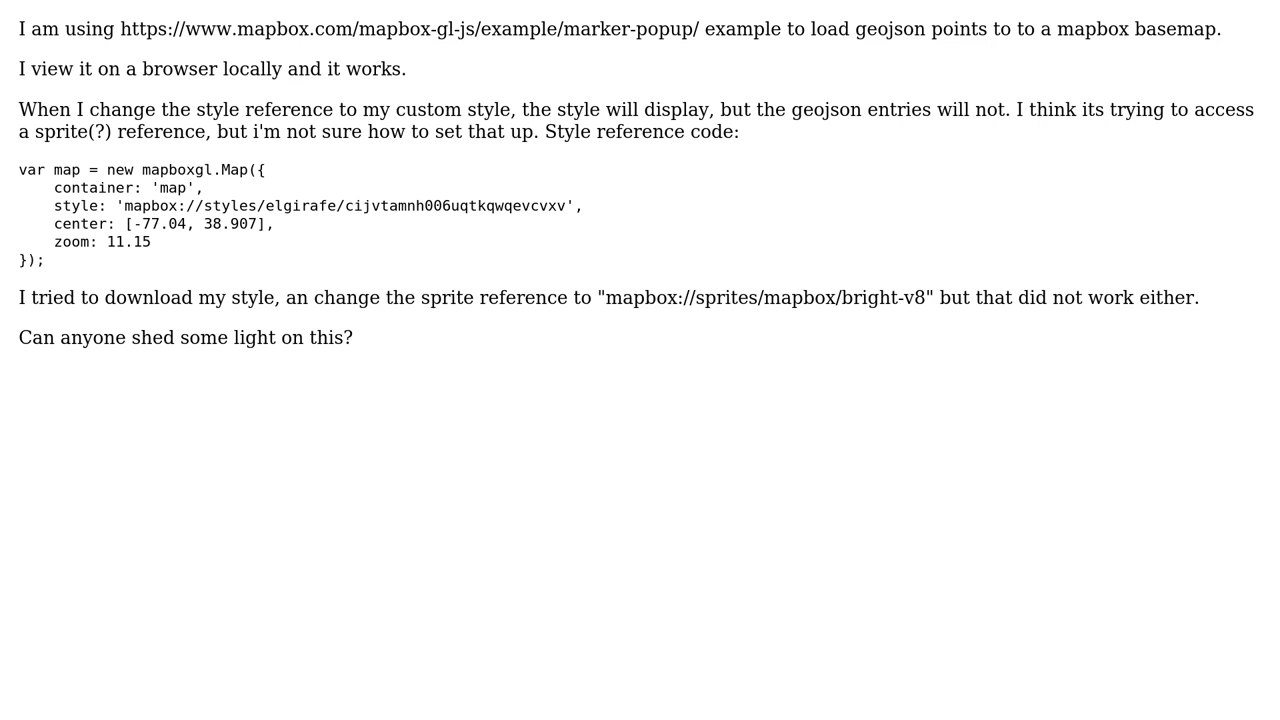 I am using https://www.mapbox.com/mapbox-gl-js/example/marker-popup/ example to load geojson points to to a mapbox basemap.
I view it on a browser locally and it works.
When I change the style reference to my custom style, the style will display, but the geojson entries will not. I think its trying to access
a sprite(?) reference, but i'm not sure how to set that up. Style reference code:
var map = new mapboxgl.Map({
    container: 'map',
    style: 'mapbox://styles/elgirafe/cijvtamnh006uqtkqwqevcvxv',
    center: [-77.04, 38.907],
    zoom: 11.15
});
I tried to download my style, an change the sprite reference to "mapbox://sprites/mapbox/bright-v8" but that did not work either.
Can anyone shed some light on this?